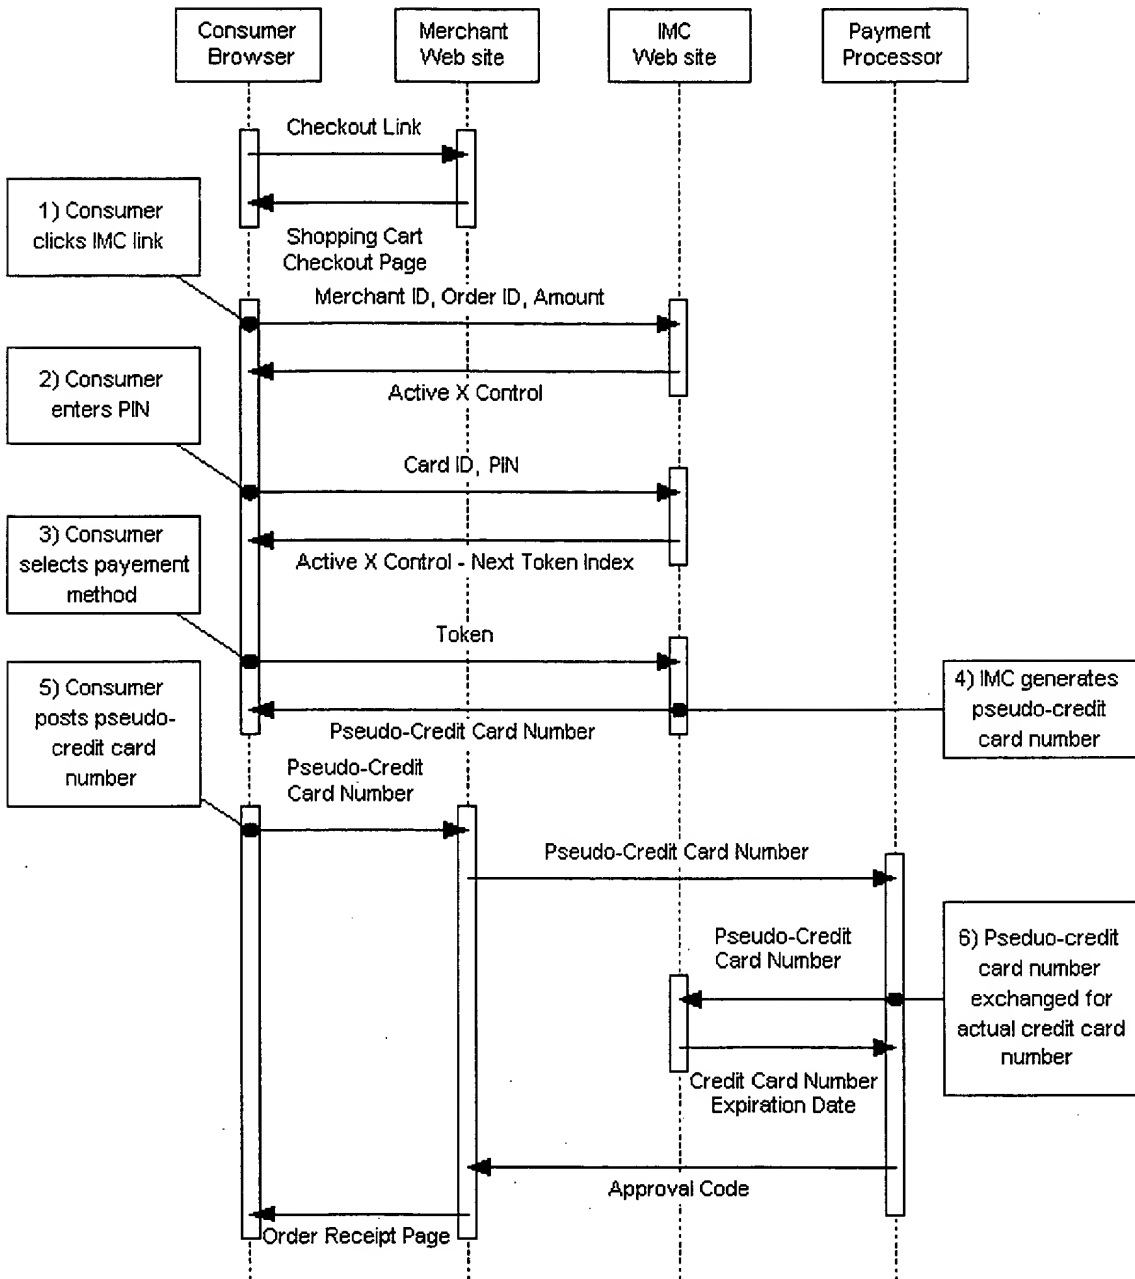 Consumer
Browser
Merchant
Web site
IMC
Web site
Payment
Processor
Checkout Link
1) Consumer
clicks IMC link
Shopping Cart
Checkout Page
Merchant ID, Order ID, Amount
2) Consumer
enters PIN
Active X Control
Card ID, PIN
3) Consumer
selects payement
method
Active X Control - Next Token Index
Token
5) Consumer
posts pseudo-
credit card
number
4) IMC generates
pseudo-credit
card number
Pseudo-Credit Card Number
Pseudo-Credit
Card Number
Pseudo-Credit Card Number
Pseudo-Credit
Card Number
6) Pseduo-credit
card number
exchanged for
actual credit card
number
Credit Card Number
Expiration Date
Approval Code
Order Receipt Page